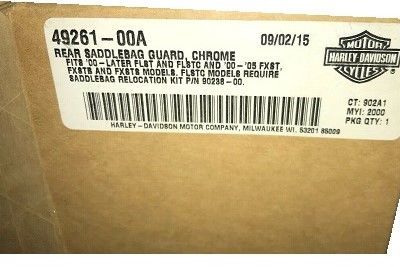 49261-00A 09/02/15
REAR SADDLEBAG GUARD, CHROME
FITS '00-LATER FLST AND FLSTC AND '00-'05 FXST,
FXSTB AND FXSTS MODELS. FLSTC MODELS REQUIRE
SADDLEBAG RELOCATION KIT P/N 90238-00.
MOTOR
HARLEY-DAVIDSON
CYCLES
CT: 902A1
MYI: 2000
PKG QTY: 1
HARLEY-DAVIDSON MOTOR COMPANY, MILWAUKEE WI. 53201 85009